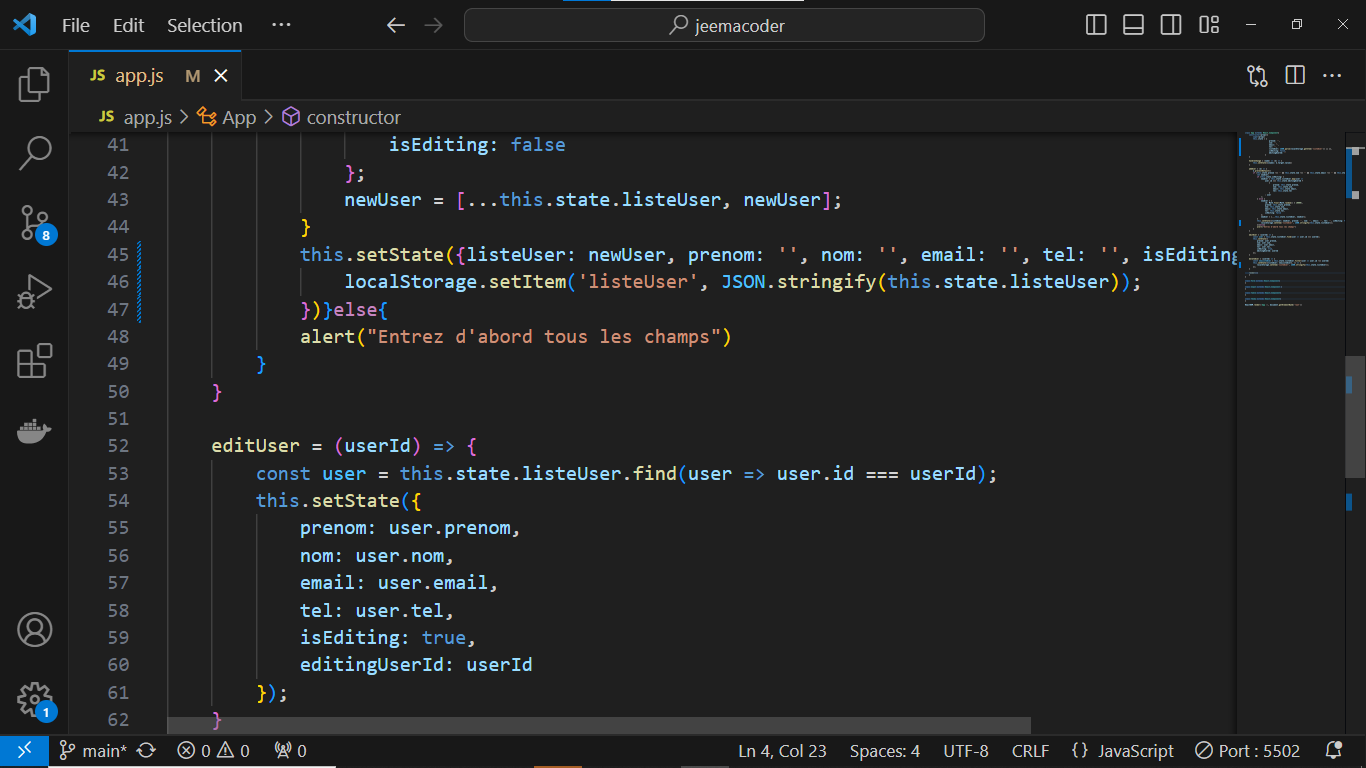 File Edit Selection ···
jeemacoder
JS app.js M
JS app.js > App > constructor
41 isEditing: false
42 };
43 newUser = [...this.state.listeUser, newUser];
44 }
45 this.setState({listeUser: newUser, prenom: '', nom: '', email: '', tel: '', isEditing
46 localStorage.setItem('listeUser', JSON.stringify(this.state.listeUser));
47 })}else{
48 alert("Entrez d'abord tous les champs")
49 }
50 }
51
52 editUser = (userId) => {
53 const user = this.state.listeUser.find(user => user.id === userId);
54 this.setState({
55 prenom: user.prenom,
56 nom: user.nom,
57 email: user.email,
58 tel: user.tel,
59 isEditing: true,
60 editingUserId: userId
61 });
62 }
8
1
main* 0 0 0 Ln 4, Col 23 Spaces: 4 UTF-8 CRLF {} JavaScript Port : 5502